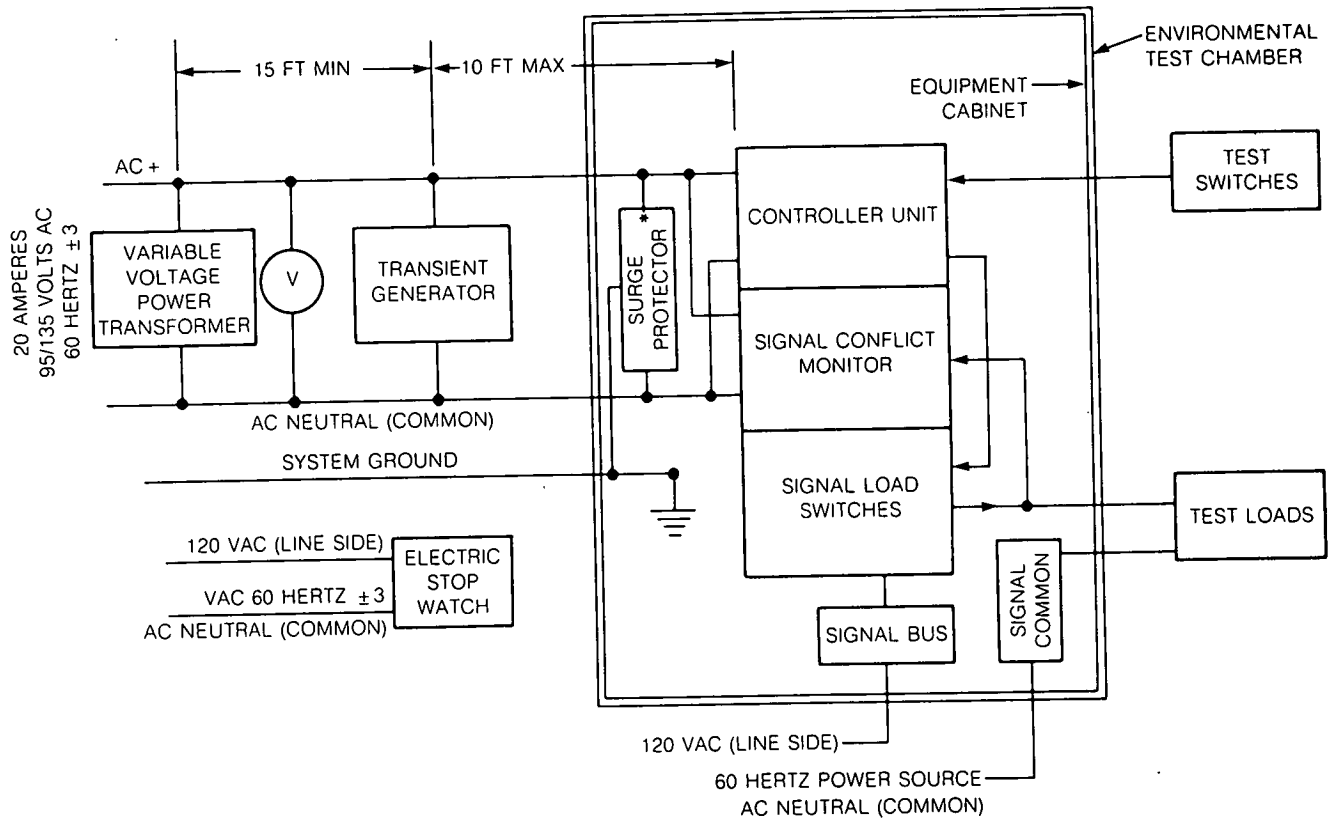 15 FT MIN
10 FT MAX
ENVIRONMENTAL
TEST CHAMBER
EQUIPMENT
CABINET
AC +
20 AMPERES
95/135 VOLTS AC
60 HERTZ ±3
VARIABLE
VOLTAGE
POWER
TRANSFORMER
V
TRANSIENT
GENERATOR
*
SURGE
PROTECTOR
CONTROLLER UNIT
TEST
SWITCHES
SIGNAL CONFLICT
MONITOR
AC NEUTRAL (COMMON)
SYSTEM GROUND
SIGNAL LOAD
SWITCHES
TEST LOADS
120 VAC (LINE SIDE)
VAC 60 HERTZ ±3
AC NEUTRAL (COMMON)
ELECTRIC
STOP
WATCH
SIGNAL BUS
SIGNAL
COMMON
120 VAC (LINE SIDE)
60 HERTZ POWER SOURCE
AC NEUTRAL (COMMON)